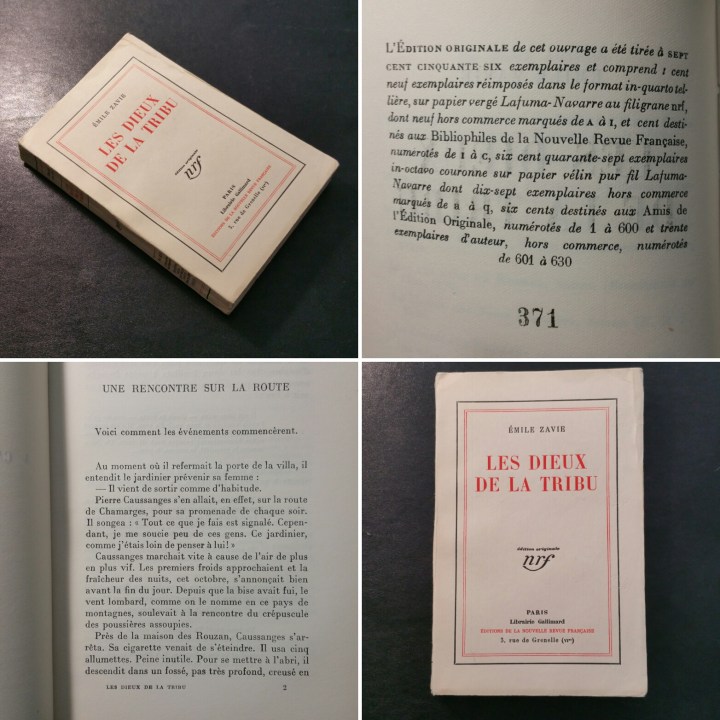 ÉMILE ZAVIE
LES DIEUX
DE LA TRIBU
édition originale
nrf
PARIS
Librairie Gallimard
ÉDITIONS DE LA NOUVELLE REVUE FRANÇAISE
3, rue de Grenelle (VIme)
L'ÉDITION ORIGINALE de cet ouvrage a été tirée à SEPT
CENT CINQUANTE SIX exemplaires et comprend : cent
neuf exemplaires réimposés dans le format in-quarto tel-
lière, sur papier vergé Lafuma-Navarre au filigrane nrf,
dont neuf hors commerce marqués de A à I, et cent desti-
nés aux Bibliophiles de la Nouvelle Revue Française,
numérotés de I à C, six cent quarante-sept exemplaires
in-octavo couronne sur papier vélin pur fil Lafuma-
Navarre dont dix-sept exemplaires hors commerce
marqués de a à q, six cents destinés aux Amis de
l'Édition Originale, numérotés de 1 à 600 et trente
exemplaires d'auteur, hors commerce, numérotés
de 601 à 630
371
UNE RENCONTRE SUR LA ROUTE
Voici comment les événements commencèrent.
Au moment où il refermait la porte de la villa, il
entendit le jardinier prévenir sa femme :
— Il vient de sortir comme d'habitude.
Pierre Caussanges s'en allait, en effet, sur la route
de Chamarges, pour sa promenade de chaque soir.
Il songea : « Tout ce que je fais est signalé. Cepen-
dant, je me soucie peu de ces gens. Ce jardinier,
comme j'étais loin de penser à lui! »
Caussanges marchait vite à cause de l'air de plus
en plus vif. Les premiers froids approchaient et la
fraîcheur des nuits, cet octobre, s'annonçait bien
avant la fin du jour. Depuis que la bise avait fui, le
vent lombard, comme on le nomme en ce pays de
montagnes, soulevait à la rencontre du crépuscule
des poussières assoupies.
Près de la maison des Rouzan, Caussanges s'ar-
rêta. Sa cigarette venait de s'éteindre. Il usa cinq
allumettes. Peine inutile. Pour se mettre à l'abri, il
descendit dans un fossé, pas très profond, creusé en
LES DIEUX DE LA TRIBU 2
ÉMILE ZAVIE
LES DIEUX
DE LA TRIBU
édition originale
nrf
PARIS
Librairie Gallimard
ÉDITIONS DE LA NOUVELLE REVUE FRANÇAISE
3, rue de Grenelle (VIme)